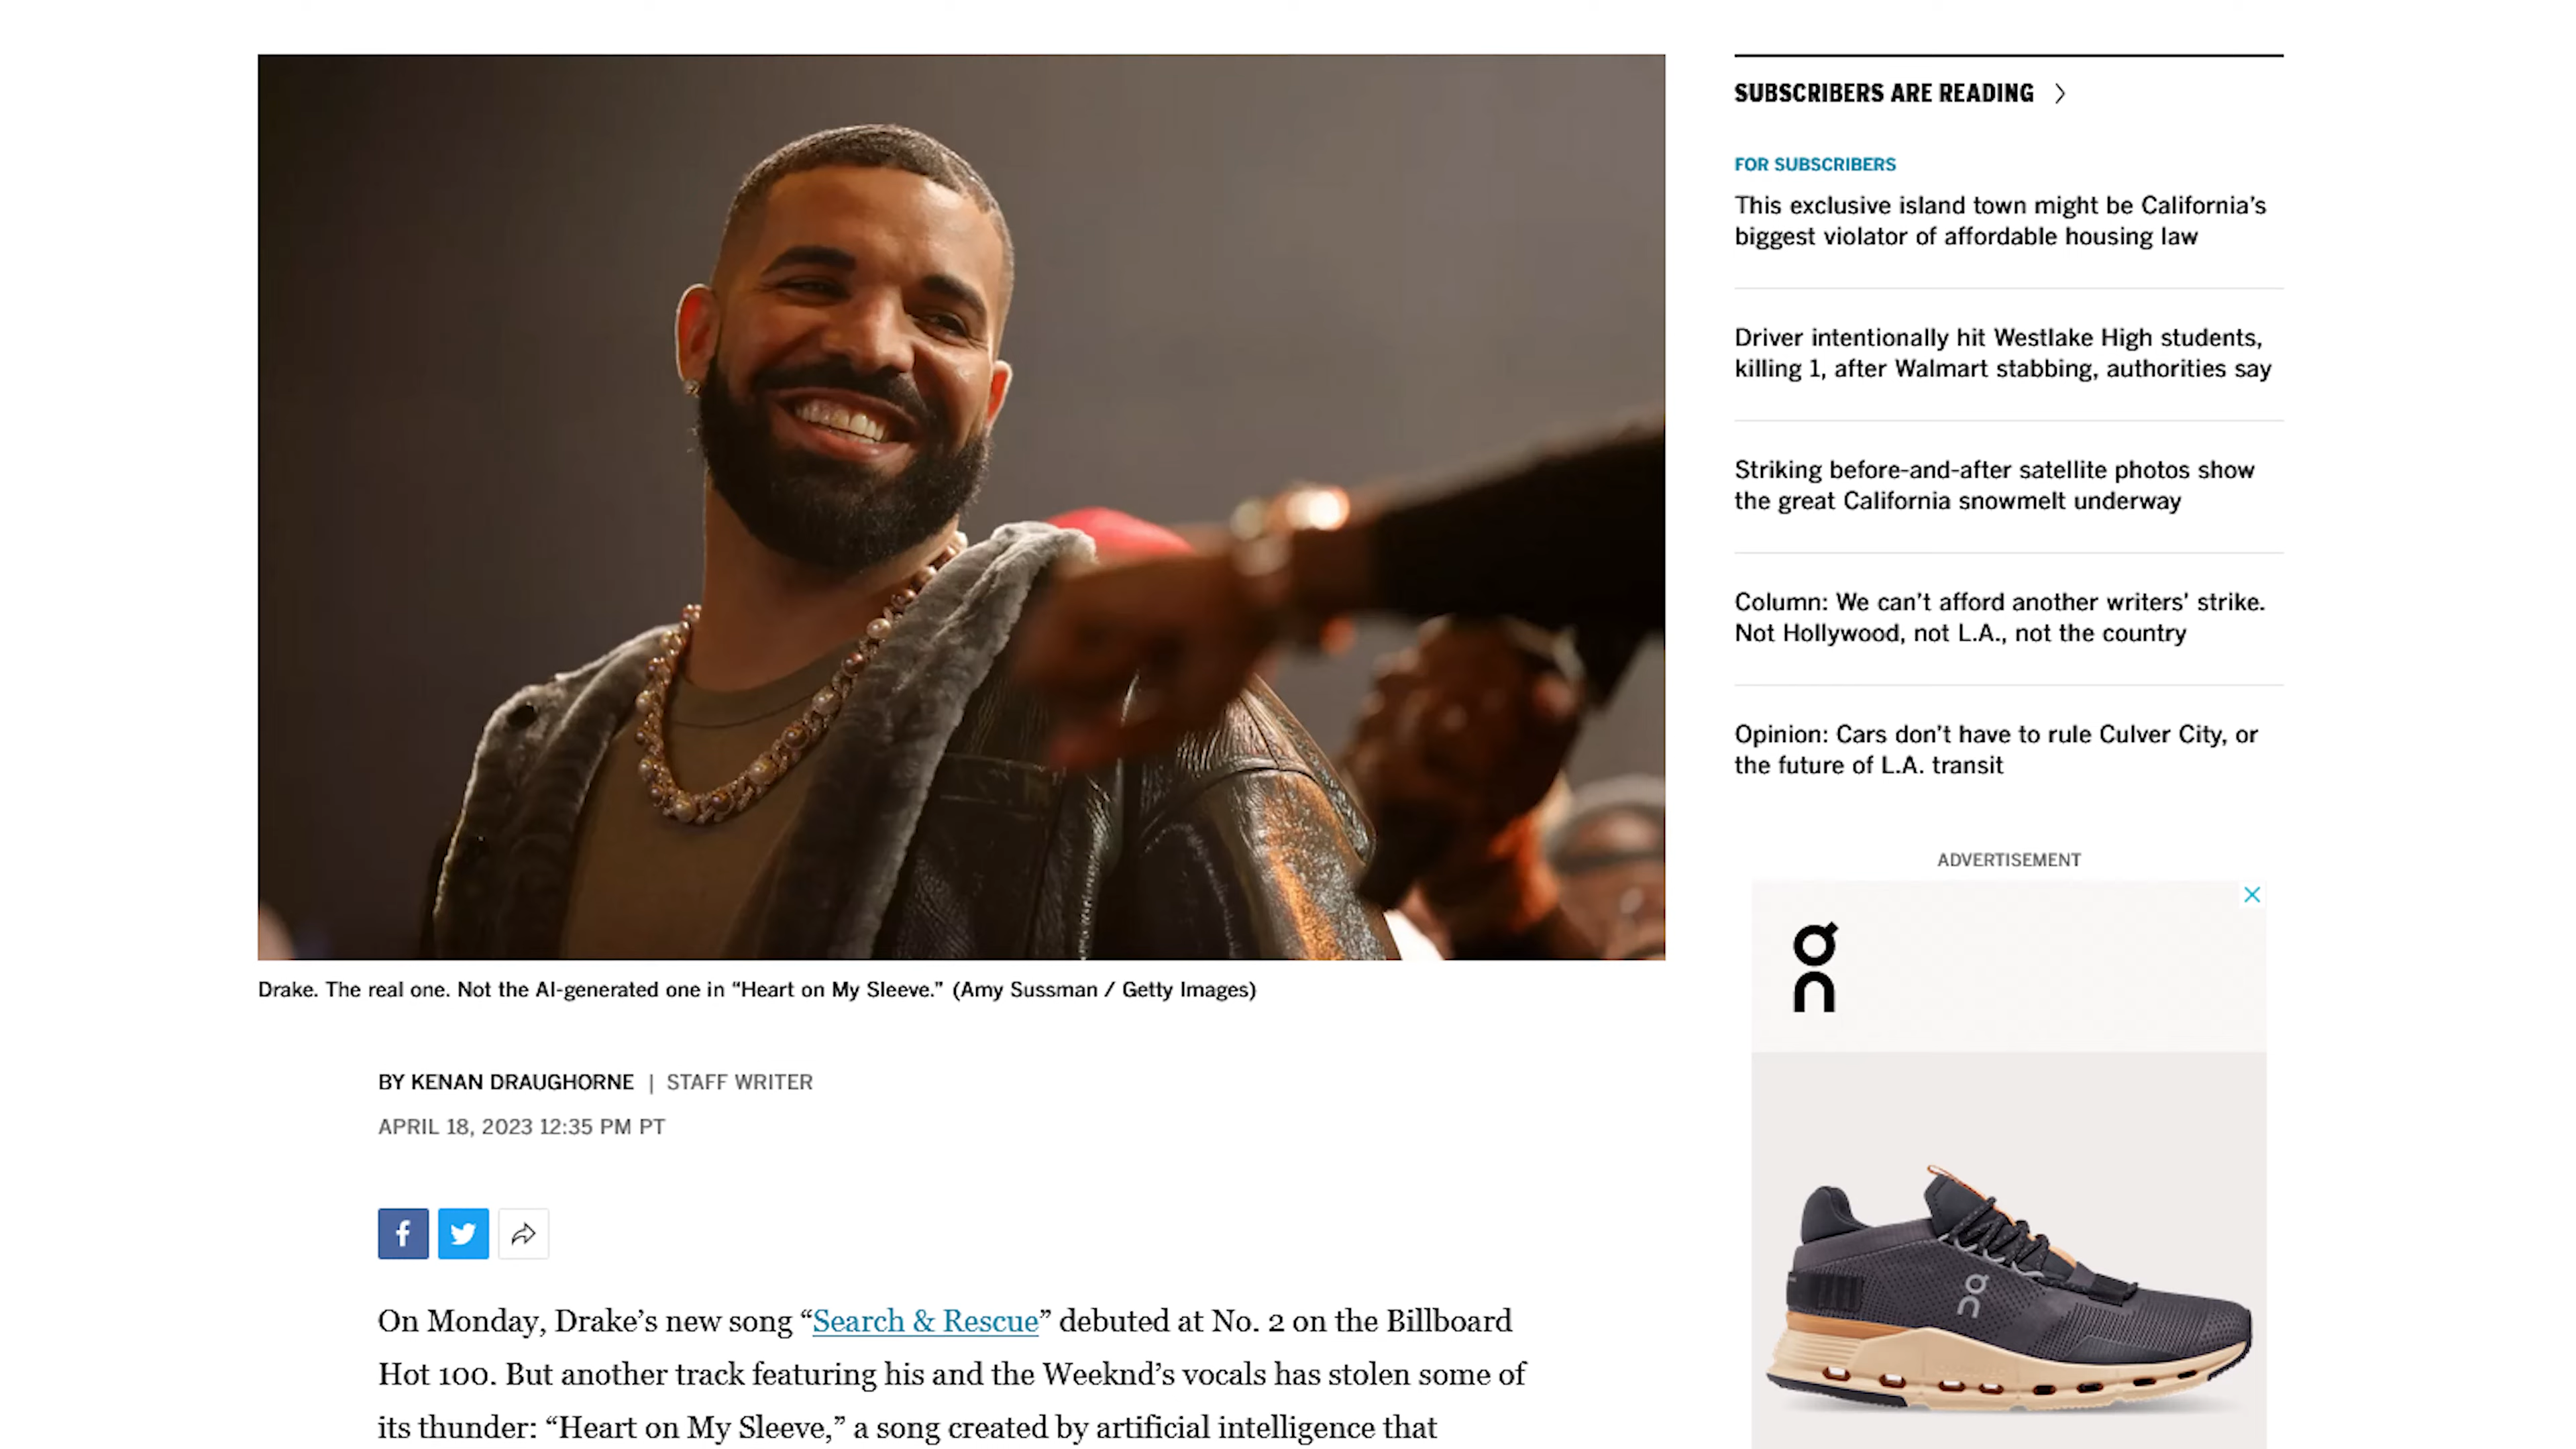 SUBSCRIBERS ARE READING
FOR SUBSCRIBERS
This exclusive island town might be California’s
biggest violator of affordable housing law
Driver intentionally hit Westlake High students,
killing 1, after Walmart stabbing, authorities say
Striking before-and-after satellite photos show
the great California snowmelt underway
Column: We can’t afford another writers’ strike.
Not Hollywood, not L.A., not the country
Opinion: Cars don’t have to rule Culver City, or
the future of L.A. transit
ADVERTISEMENT
on
on
Drake. The real one. Not the AI-generated one in “Heart on My Sleeve.” (Amy Sussman / Getty Images)
BY KENAN DRAUGHORNE | STAFF WRITER
APRIL 18, 2023 12:35 PM PT
On Monday, Drake’s new song “Search & Rescue” debuted at No. 2 on the Billboard
Hot 100. But another track featuring his and the Weeknd’s vocals has stolen some of
its thunder: “Heart on My Sleeve,” a song created by artificial intelligence that